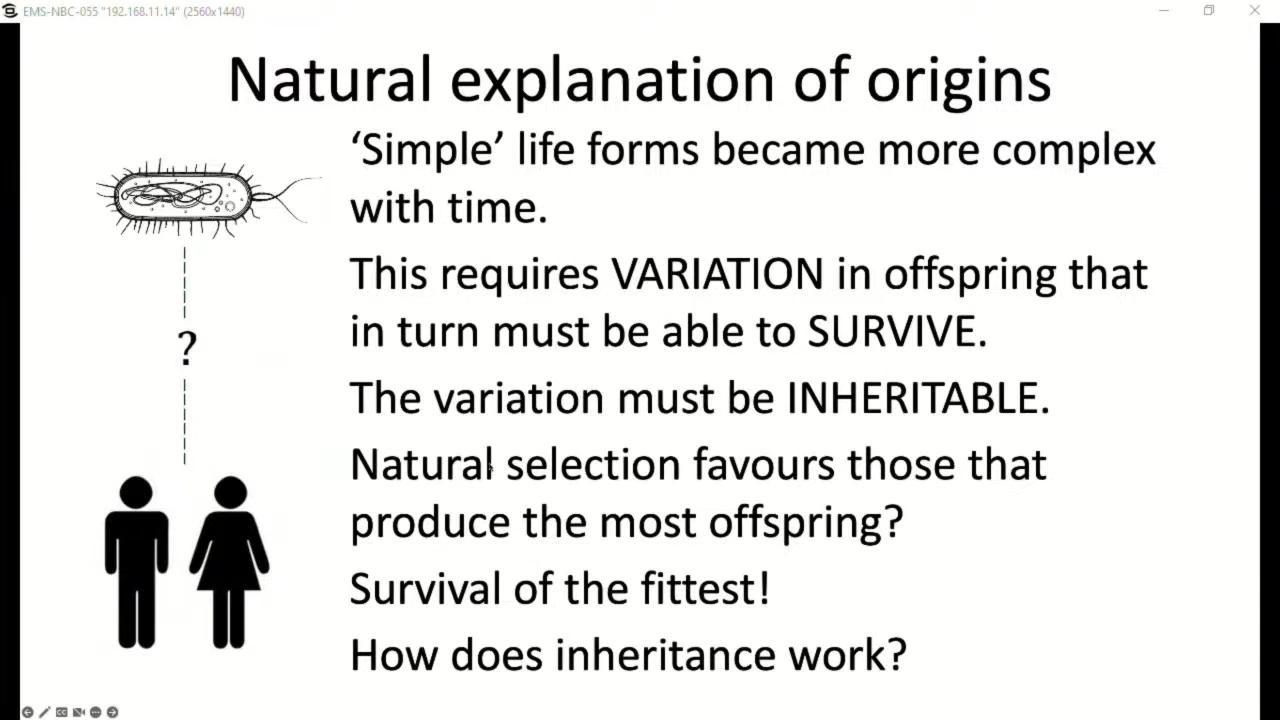 EMS-NBC-055 "192.168.11.14" (2560x1440)
Natural explanation of origins
‘Simple’ life forms became more complex
with time.
This requires VARIATION in offspring that
in turn must be able to SURVIVE.
?
The variation must be INHERITABLE.
Natural selection favours those that
produce the most offspring?
Survival of the fittest!
How does inheritance work?